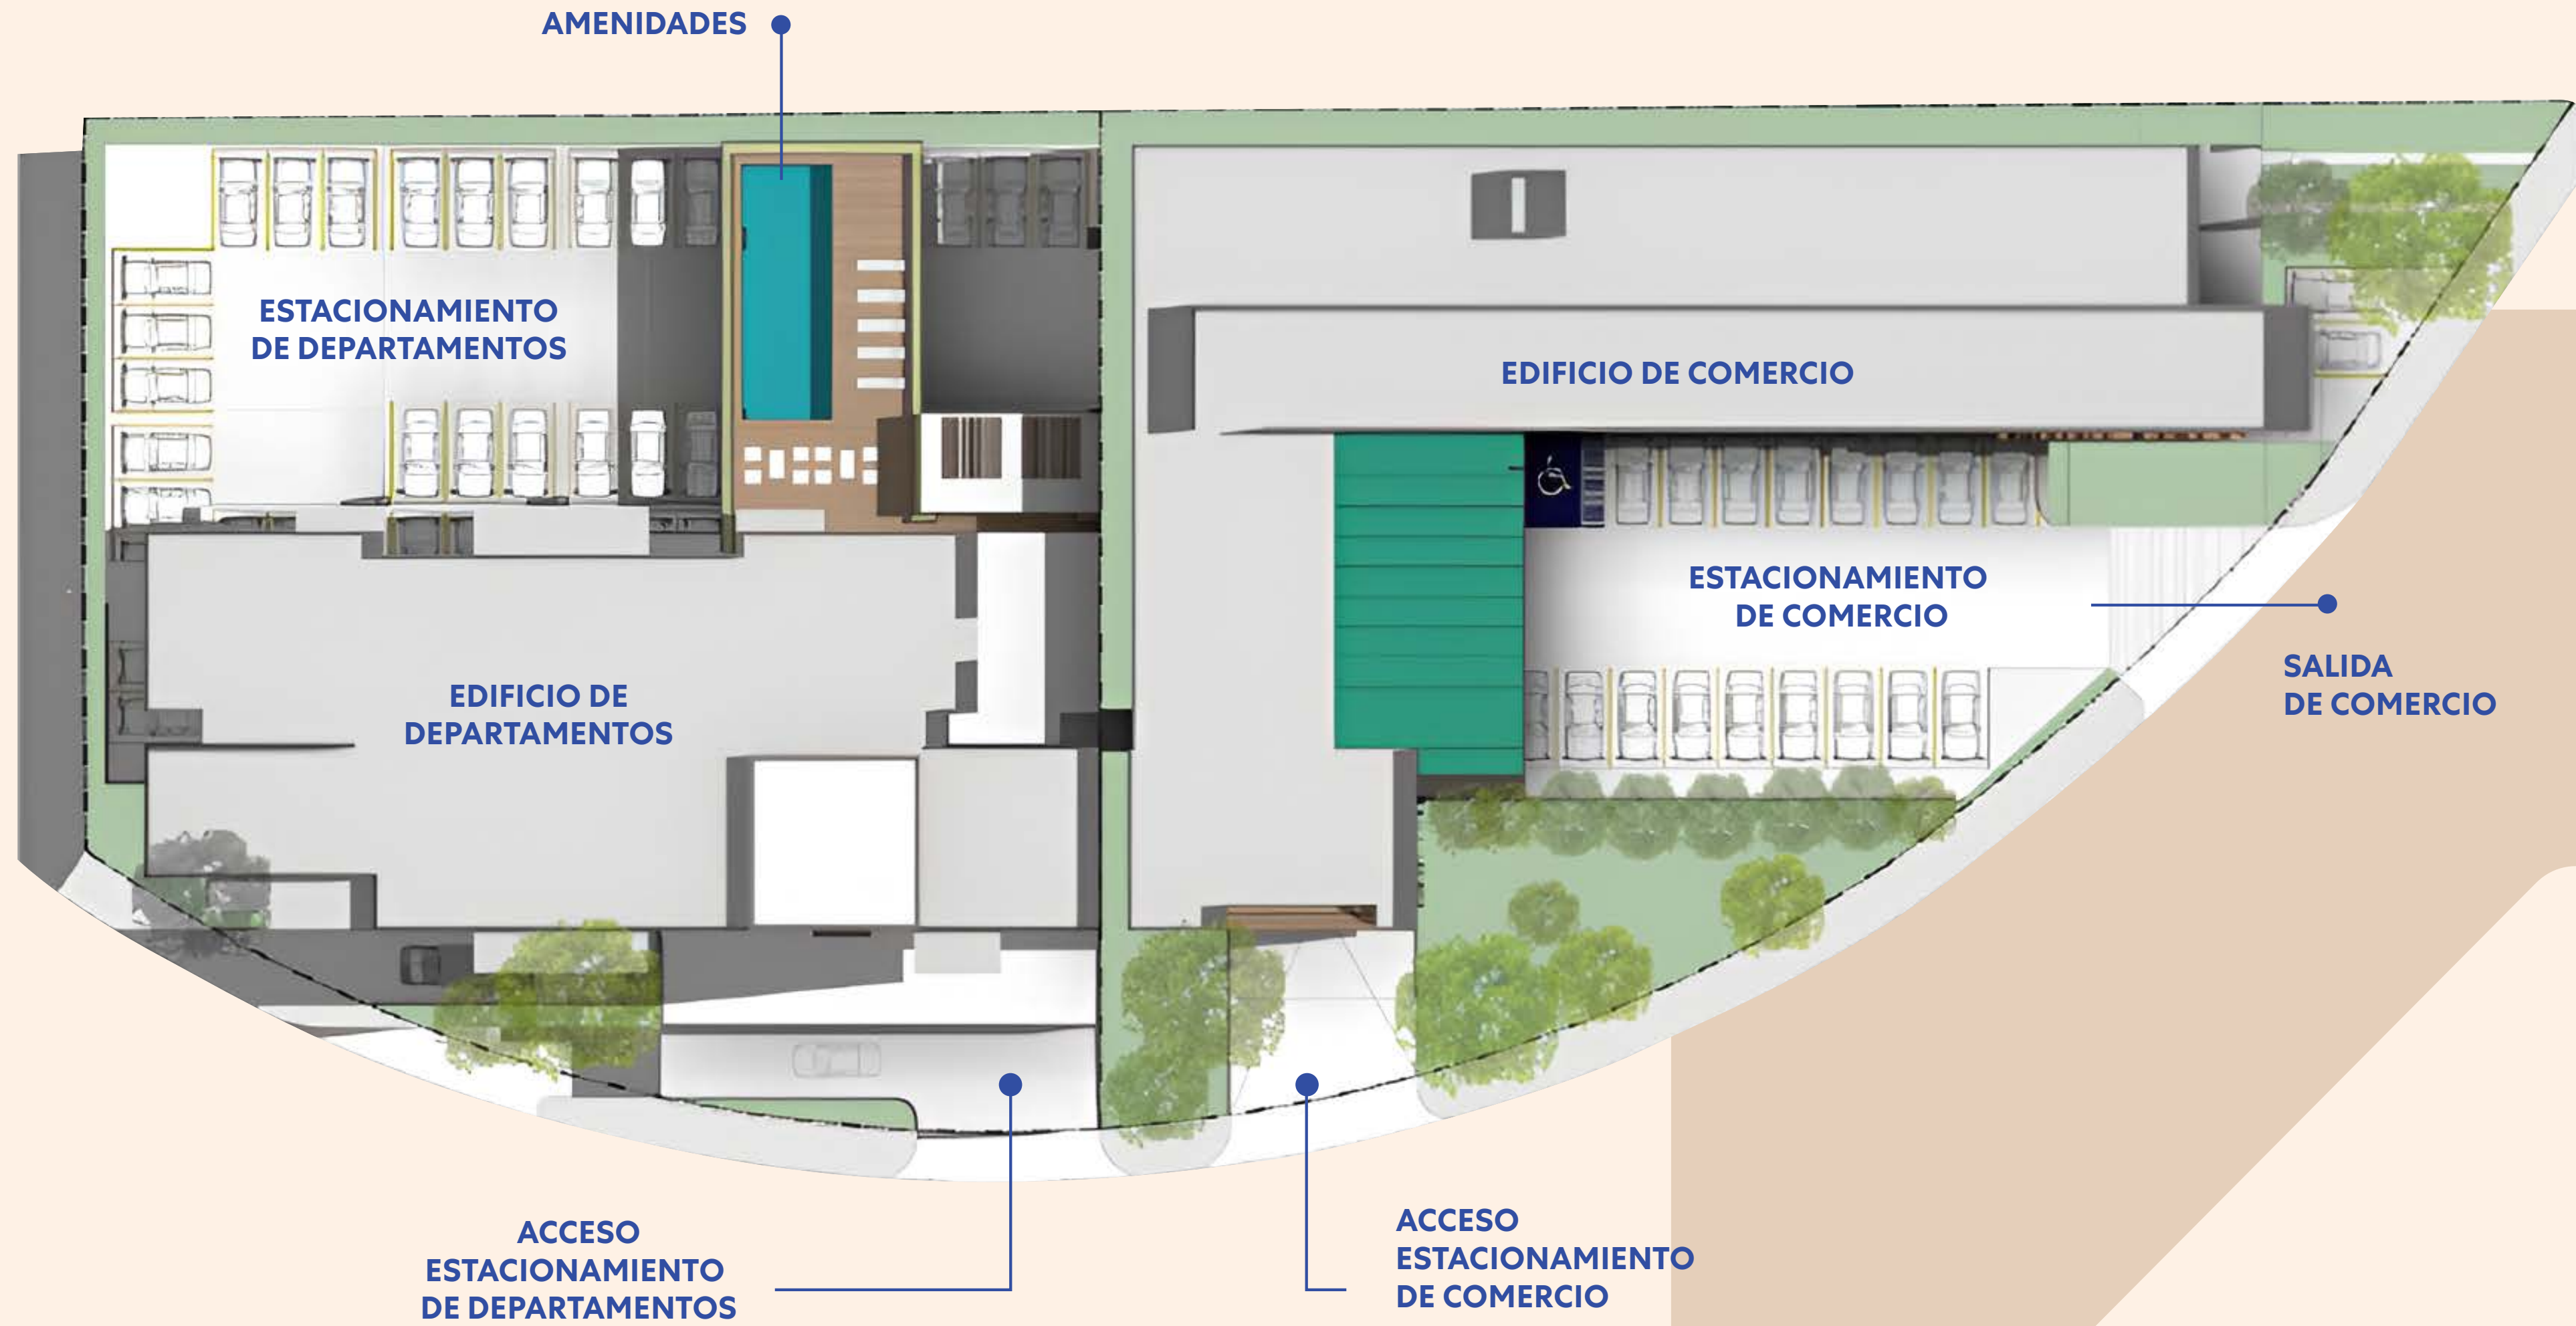 AMENIDADES
ESTACIONAMIENTO
DE DEPARTAMENTOS
EDIFICIO DE COMERCIO
ESTACIONAMIENTO
DE COMERCIO
SALIDA
DE COMERCIO
EDIFICIO DE
DEPARTAMENTOS
ACCESO
ESTACIONAMIENTO
DE DEPARTAMENTOS
ACCESO
ESTACIONAMIENTO
DE COMERCIO